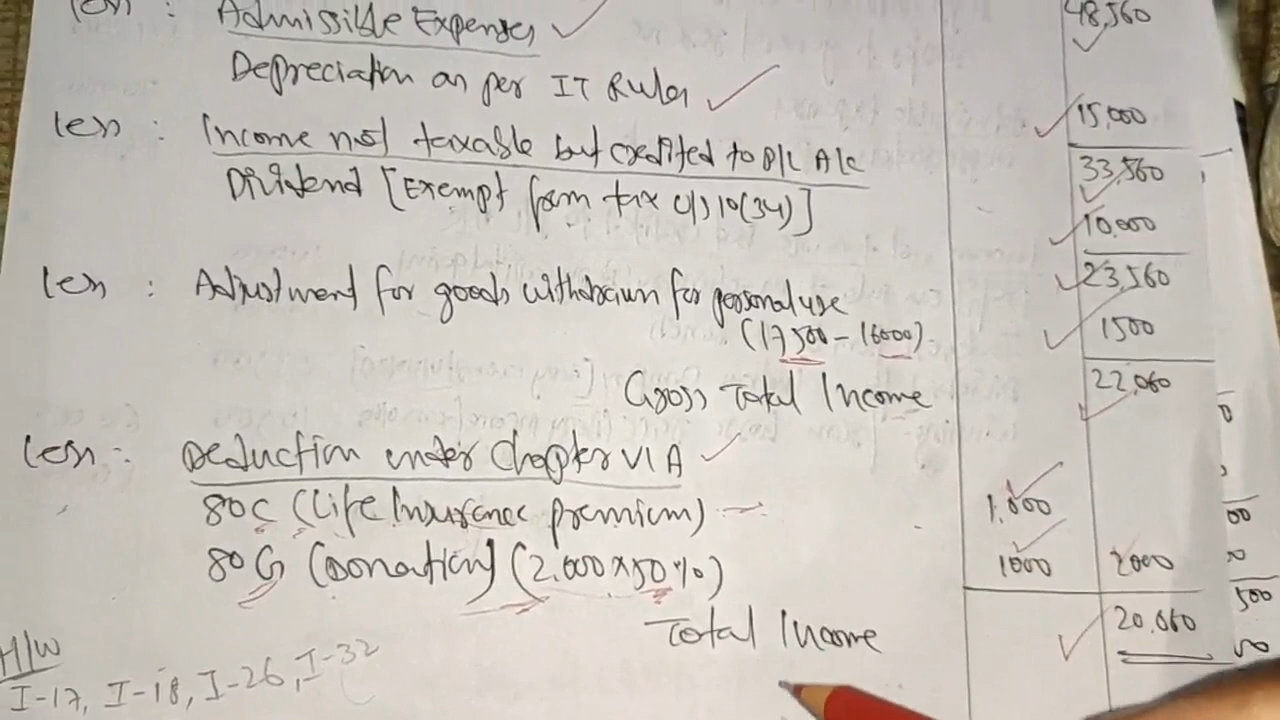 Less : Admissible Expenses 48,560
Depreciation as per IT Rules 15,000
Less : Income not taxable but credited to P/L A/c 33,560
Dividend [Exempt form tax u/s 10(34)] 10,000
Less : Adjustment for goods withdrawn for personal use 23,560
(17,500 - 16000) 1500
Gross Total Income 22,060
Less : Deduction under Chapter VI A
80C (Life Insurance premium) — 1,000
80G (Donation) (2,000 x 50%) 1000 2000
Total Income 20,060
H/W
I-17, I-18, I-26, I-32
500